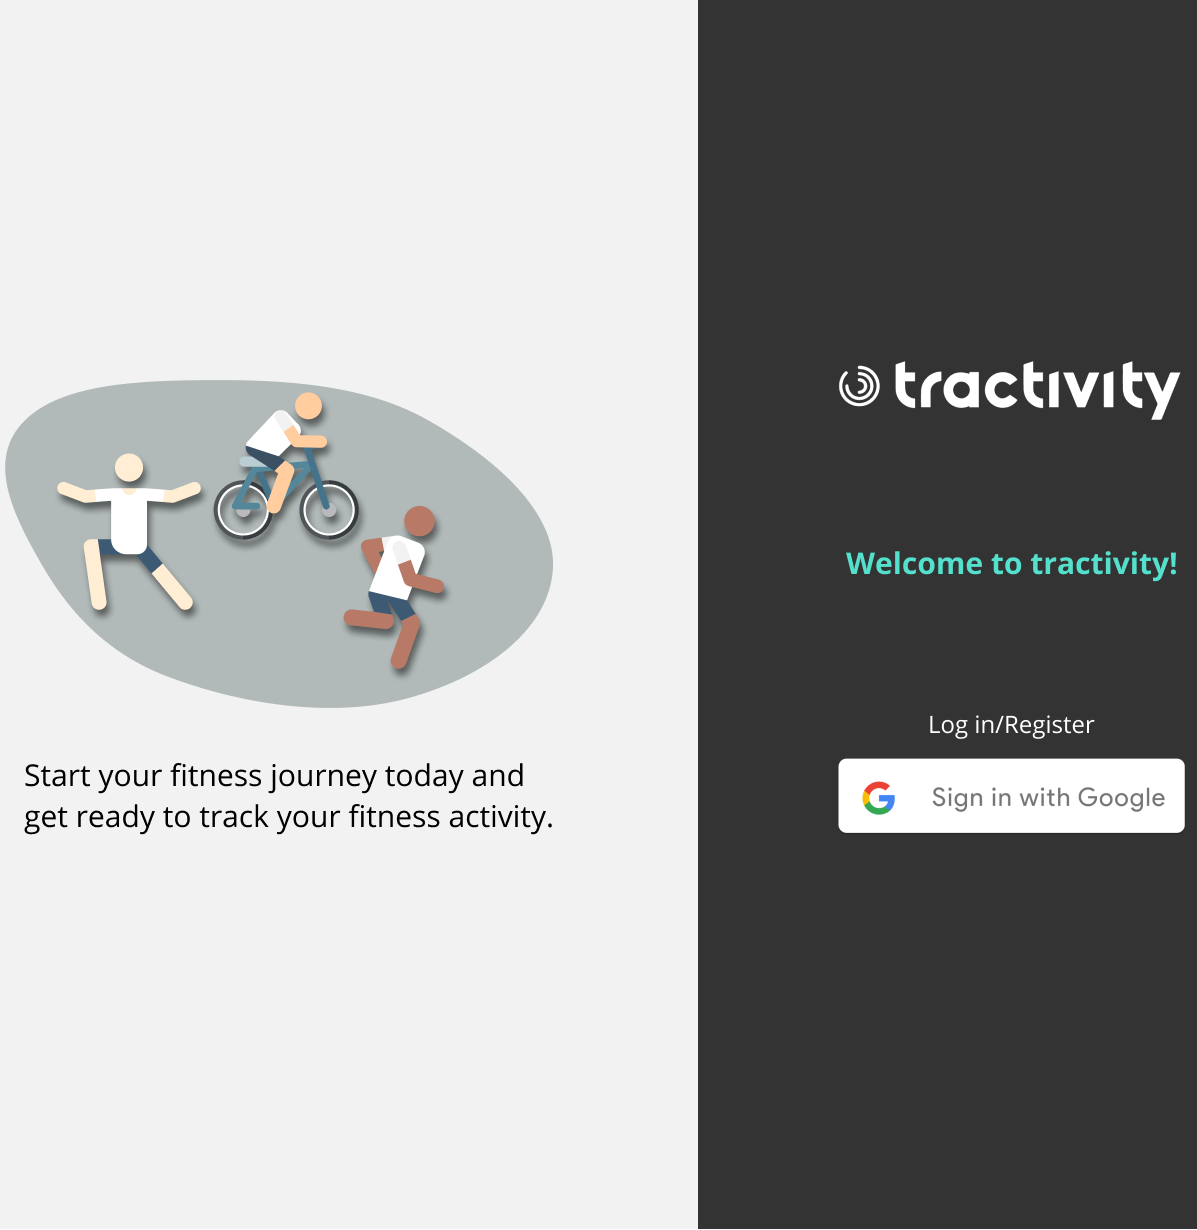 Start your fitness journey today and
get ready to track your fitness activity.
tractivity
Welcome to tractivity!
Log in/Register
Sign in with Google